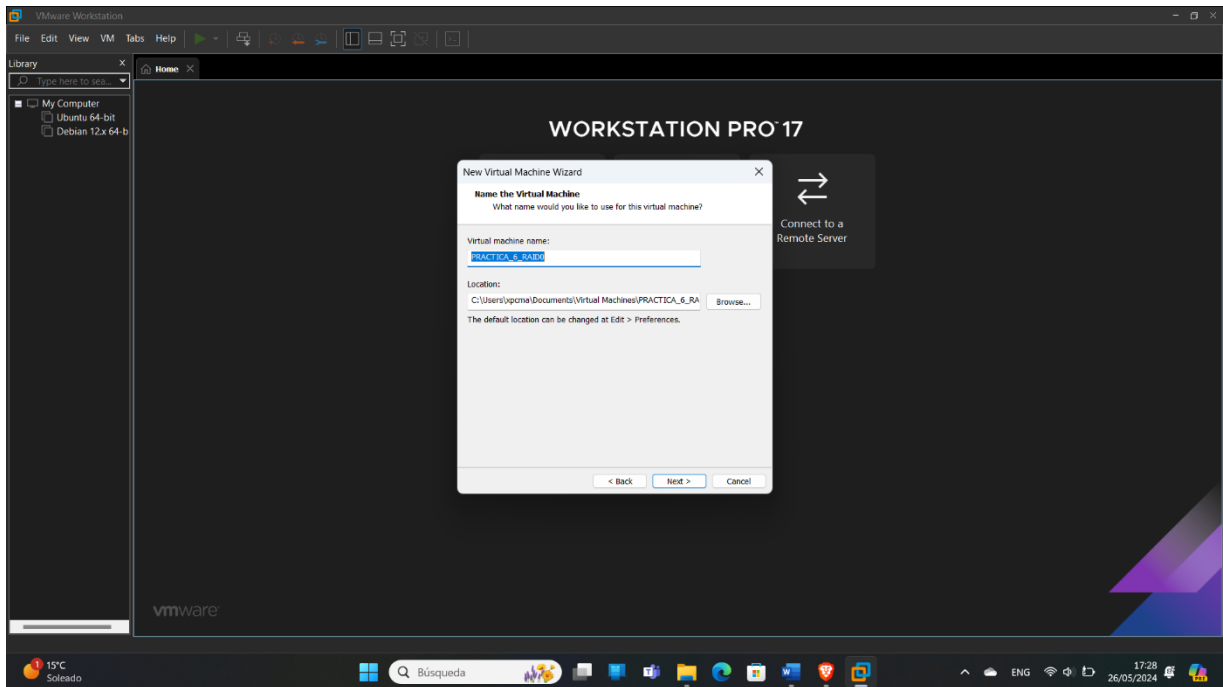 VMware Workstation
File Edit View VM Tabs Help
Library
Type here to sea...
Home
My Computer
Ubuntu 64-bit
Debian 12.x 64-b
WORKSTATION PRO™ 17
Connect to a
Remote Server
New Virtual Machine Wizard
Name the Virtual Machine
What name would you like to use for this virtual machine?
Virtual machine name:
PRACTICA_6_RAID0
Location:
C:\Users\xpcma\Documents\Virtual Machines\PRACTICA_6_RA
Browse...
The default location can be changed at Edit > Preferences.
< Back
Next >
Cancel
vmware
1
15°C
Soleado
Búsqueda
ENG
17:28
26/05/2024